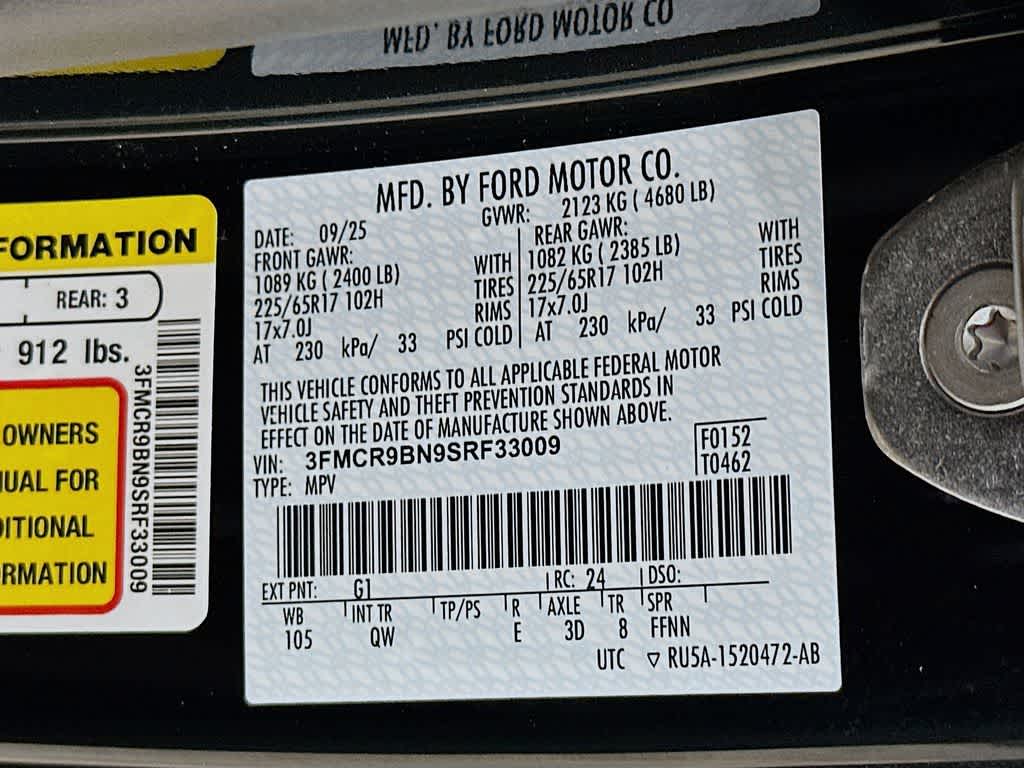 MFD. BY FORD MOTOR CO
FORMATION
REAR: 3
912 lbs.
OWNERS
UAL FOR
ITIONAL
RMATION
3FMCR9BN9SRF33009
MFD. BY FORD MOTOR CO.
DATE: 09/25 GVWR: 2123 KG ( 4680 LB)
FRONT GAWR:
1089 KG ( 2400 LB) WITH
225/65R17 102H TIRES
17x7.0J RIMS
AT 230 kPa/ 33 PSI COLD
REAR GAWR: WITH
1082 KG ( 2385 LB) TIRES
225/65R17 102H RIMS
17x7.0J
AT 230 kPa/ 33 PSI COLD
THIS VEHICLE CONFORMS TO ALL APPLICABLE FEDERAL MOTOR
VEHICLE SAFETY AND THEFT PREVENTION STANDARDS IN
EFFECT ON THE DATE OF MANUFACTURE SHOWN ABOVE.
VIN: 3FMCR9BN9SRF33009 F0152
TYPE: MPV T0462
EXT PNT: G1 RC: 24 DSO:
WB INT TR TP/PS R AXLE TR SPR
105 QW E 3D 8 FFNN
UTC ▽ RU5A-1520472-AB